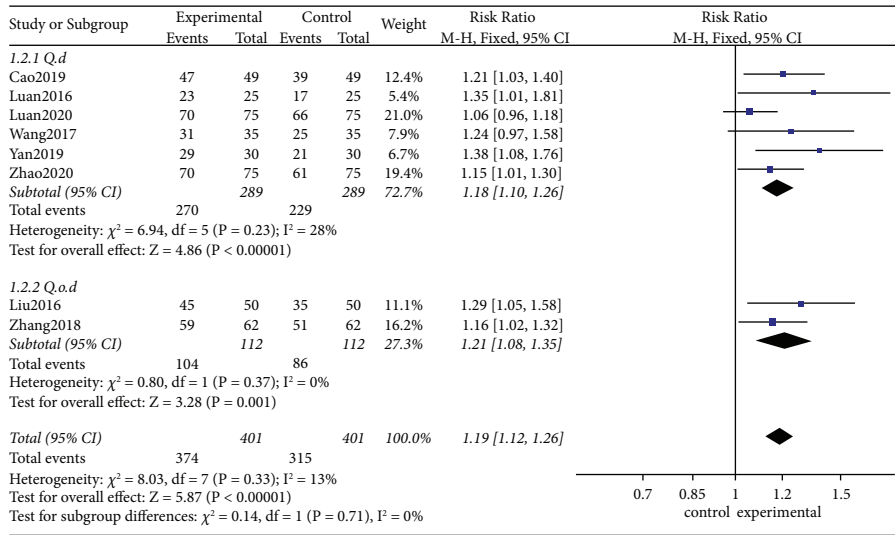 Study or Subgroup Experimental Control Weight Risk Ratio Risk Ratio
Events Total Events Total M-H, Fixed, 95% CI M-H, Fixed, 95% CI
1.2.1 Q.d
Cao2019 47 49 39 49 12.4% 1.21 [1.03, 1.40]
Luan2016 23 25 17 25 5.4% 1.35 [1.01, 1.81]
Luan2020 70 75 66 75 21.0% 1.06 [0.96, 1.18]
Wang2017 31 35 25 35 7.9% 1.24 [0.97, 1.58]
Yan2019 29 30 21 30 6.7% 1.38 [1.08, 1.76]
Zhao2020 70 75 61 75 19.4% 1.15 [1.01, 1.30]
Subtotal (95% CI) 289 289 72.7% 1.18 [1.10, 1.26]
Total events 270 229
Heterogeneity: χ² = 6.94, df = 5 (P = 0.23); I² = 28%
Test for overall effect: Z = 4.86 (P < 0.00001)
1.2.2 Q.o.d
Liu2016 45 50 35 50 11.1% 1.29 [1.05, 1.58]
Zhang2018 59 62 51 62 16.2% 1.16 [1.02, 1.32]
Subtotal (95% CI) 112 112 27.3% 1.21 [1.08, 1.35]
Total events 104 86
Heterogeneity: χ² = 0.80, df = 1 (P = 0.37); I² = 0%
Test for overall effect: Z = 3.28 (P = 0.001)
Total (95% CI) 401 401 100.0% 1.19 [1.12, 1.26]
Total events 374 315
Heterogeneity: χ² = 8.03, df = 7 (P = 0.33); I² = 13%
Test for overall effect: Z = 5.87 (P < 0.00001)
Test for subgroup differences: χ² = 0.14, df = 1 (P = 0.71), I² = 0%
0.7 0.85 1 1.2 1.5
control experimental